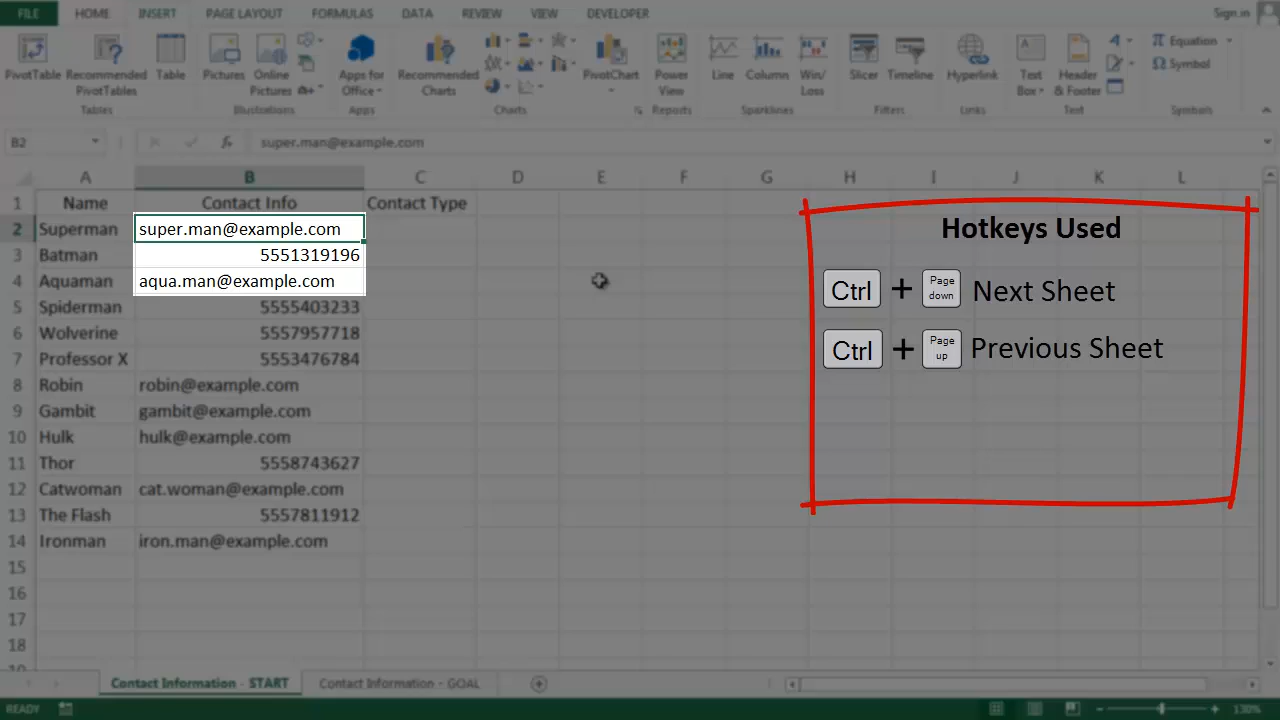 FILE HOME INSERT PAGE LAYOUT FORMULAS DATA REVIEW VIEW DEVELOPER Sign in
PivotTable Recommended PivotTables Table Pictures Online Pictures Apps for Office Recommended Charts PivotChart Power View Line Column Win/Loss Slicer Timeline Hyperlink Text Box Header & Footer Equation Symbol
Tables Illustrations Apps Charts Reports Sparklines Filters Links Text Symbols
B2 fx super.man@example.com
A B C D E F G H I J K L
1 Name Contact Info Contact Type
2 Superman super.man@example.com
3 Batman 5551319196
4 Aquaman aqua.man@example.com
5 Spiderman 5555403233
6 Wolverine 5557957718
7 Professor X 5553476784
8 Robin robin@example.com
9 Gambit gambit@example.com
10 Hulk hulk@example.com
11 Thor 5558743627
12 Catwoman cat.woman@example.com
13 The Flash 5557811912
14 Ironman iron.man@example.com
15
16
17
18
19
Hotkeys Used
Ctrl + Page down Next Sheet
Ctrl + Page up Previous Sheet
Contact Information - START Contact Information - GOAL
READY 130%